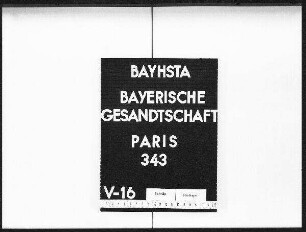 BAYHSTA
BAYERISCHE
GESANDTSCHAFT
PARIS
343
V-16